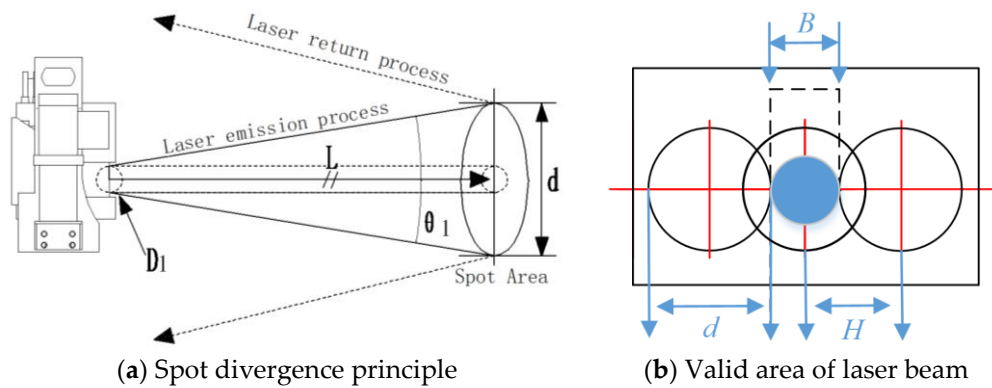 Laser return process
Laser emission process
L
d
θ1
D1
Spot Area
(a) Spot divergence principle
B
d
H
(b) Valid area of laser beam